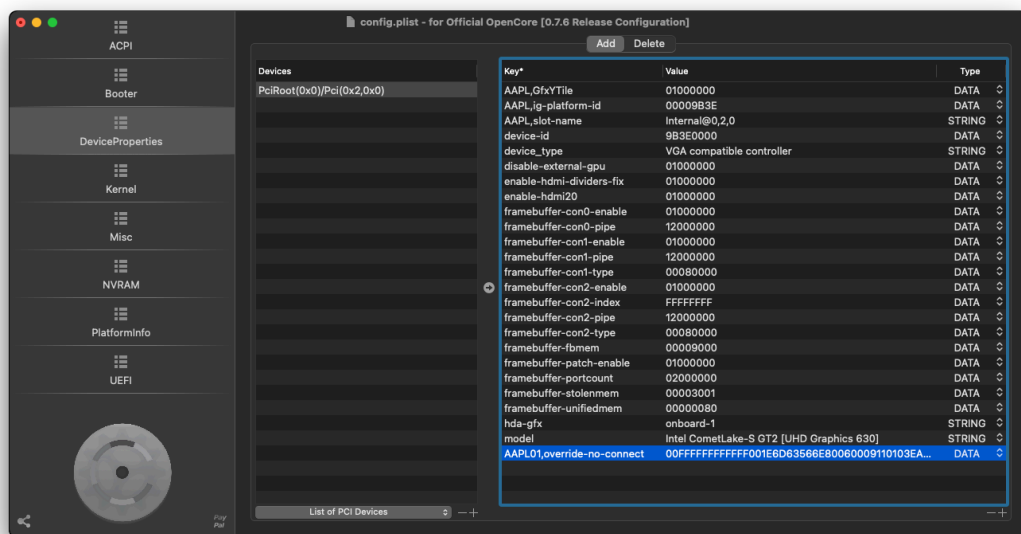 config.plist - for Official OpenCore [0.7.6 Release Configuration]
ACPI
Booter
DeviceProperties
Kernel
Misc
NVRAM
PlatformInfo
UEFI
Pay
Pal
Add Delete
Devices
PciRoot(0x0)/Pci(0x2,0x0)
List of PCI Devices
Key* Value Type
AAPL,GfxYTile 01000000 DATA
AAPL,ig-platform-id 00009B3E DATA
AAPL,slot-name Internal@0,2,0 STRING
device-id 9B3E0000 DATA
device_type VGA compatible controller STRING
disable-external-gpu 01000000 DATA
enable-hdmi-dividers-fix 01000000 DATA
enable-hdmi20 01000000 DATA
framebuffer-con0-enable 01000000 DATA
framebuffer-con0-pipe 12000000 DATA
framebuffer-con1-enable 01000000 DATA
framebuffer-con1-pipe 12000000 DATA
framebuffer-con1-type 00080000 DATA
framebuffer-con2-enable 01000000 DATA
framebuffer-con2-index FFFFFFFF DATA
framebuffer-con2-pipe 12000000 DATA
framebuffer-con2-type 00080000 DATA
framebuffer-fbmem 00009000 DATA
framebuffer-patch-enable 01000000 DATA
framebuffer-portcount 02000000 DATA
framebuffer-stolenmem 00003001 DATA
framebuffer-unifiedmem 00000080 DATA
hda-gfx onboard-1 STRING
model Intel CometLake-S GT2 [UHD Graphics 630] STRING
AAPL01,override-no-connect 00FFFFFFFFFFFF001E6D63566E80060009110103EA... DATA